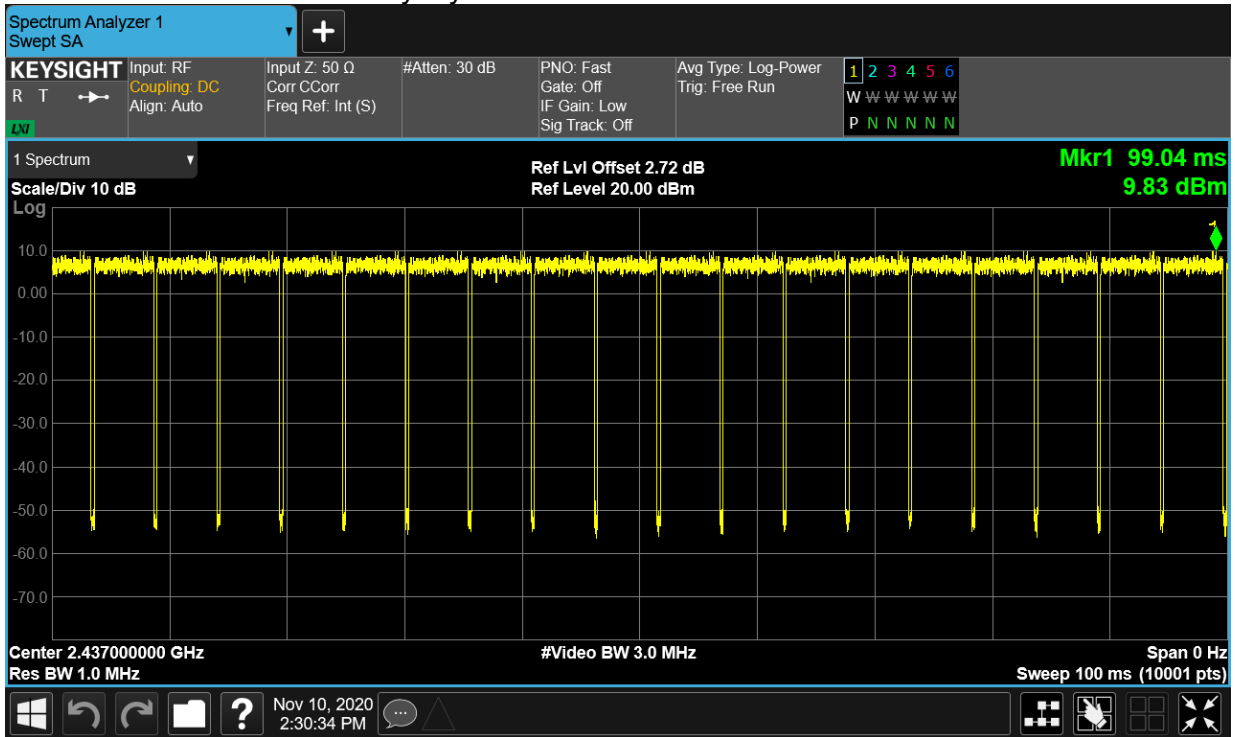 Spectrum Analyzer 1
Swept SA
KEYSIGHT
R T
LXI
Input: RF
Coupling: DC
Align: Auto
Input Z: 50 Ω
Corr CCorr
Freq Ref: Int (S)
#Atten: 30 dB
PNO: Fast
Gate: Off
IF Gain: Low
Sig Track: Off
Avg Type: Log-Power
Trig: Free Run
1 2 3 4 5 6
W W W W W W
P N N N N N
1 Spectrum
Scale/Div 10 dB
Log
Ref Lvl Offset 2.72 dB
Ref Level 20.00 dBm
Mkr1 99.04 ms
9.83 dBm
1
10.0
0.00
-10.0
-20.0
-30.0
-40.0
-50.0
-60.0
-70.0
Center 2.437000000 GHz
Res BW 1.0 MHz
#Video BW 3.0 MHz
Span 0 Hz
Sweep 100 ms (10001 pts)
?
Nov 10, 2020
2:30:34 PM